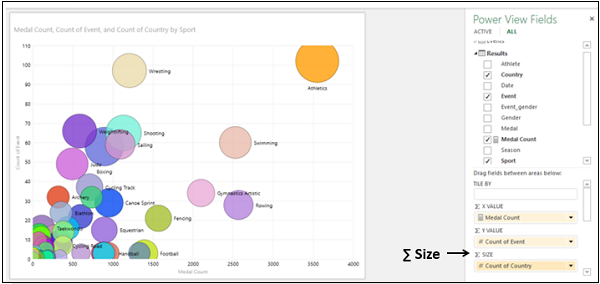 Medal Count, Count of Event, and Count of Country by Sport
Count of Event
110
100
90
80
70
60
50
40
30
20
10
0
0
500
1000
1500
2000
2500
3000
3500
4000
Medal Count
Wrestling
Athletics
Weightlifting
Shooting
Sailing
Swimming
Judo
Boxing
Cycling Track
Gymnastics Artistic
Archery
Canoe Sprint
Rowing
Biathlon
Fencing
Taekwondo
Equestrian
Cycling Road
Handball
Football
Power View Fields
ACTIVE
ALL
Results
Athlete
Country
Date
Event
Event_gender
Gender
Medal
Medal Count
Season
Sport
Drag fields between areas below:
TILE BY
∑ X VALUE
Medal Count
∑ Y VALUE
# Count of Event
∑ SIZE
# Count of Country
∑ Size